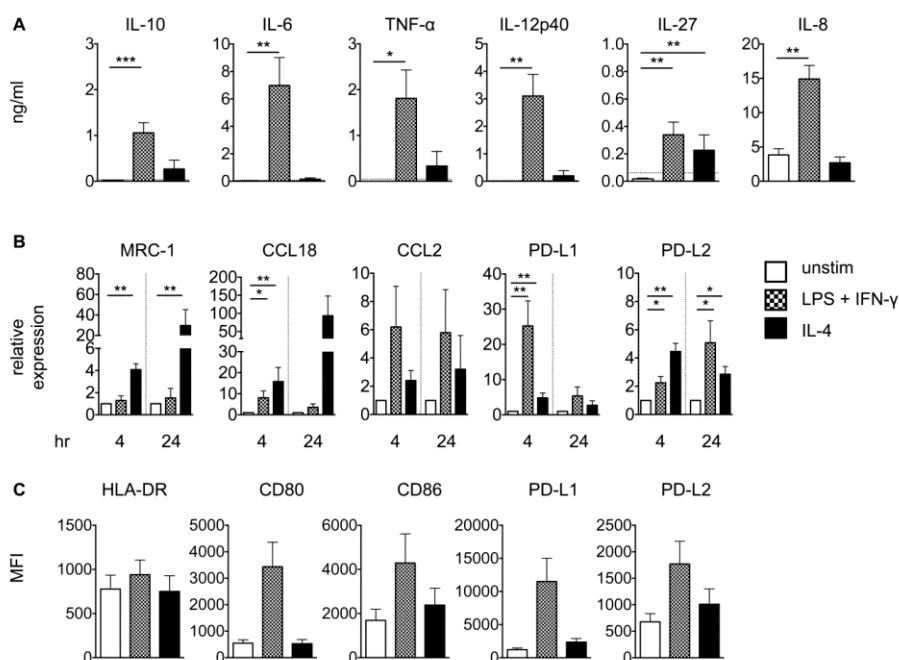 A
IL-10 IL-6 TNF-α IL-12p40 IL-27 IL-8
ng/ml
3 2 1 0
10 8 6 4 2 0
3 2 1 0
5 4 3 2 1 0
1.0 0.8 0.6 0.4 0.2 0.0
20 15 10 5 0
*** ** * ** ** ** **
B
MRC-1 CCL18 CCL2 PD-L1 PD-L2
relative
expression
80 60 40 20 6 4 2 0
200 150 100 50 30 20 10 0
10 8 6 4 2 0
40 30 20 10 0
10 8 6 4 2 0
** ** ** * ** ** ** * * *
hr 4 24 4 24 4 24 4 24 4 24
unstim
LPS + IFN-γ
IL-4
C
HLA-DR CD80 CD86 PD-L1 PD-L2
MFI
1500 1000 500 0
5000 4000 3000 2000 1000 0
6000 4000 2000 0
20000 15000 10000 5000 0
2500 2000 1500 1000 500 0